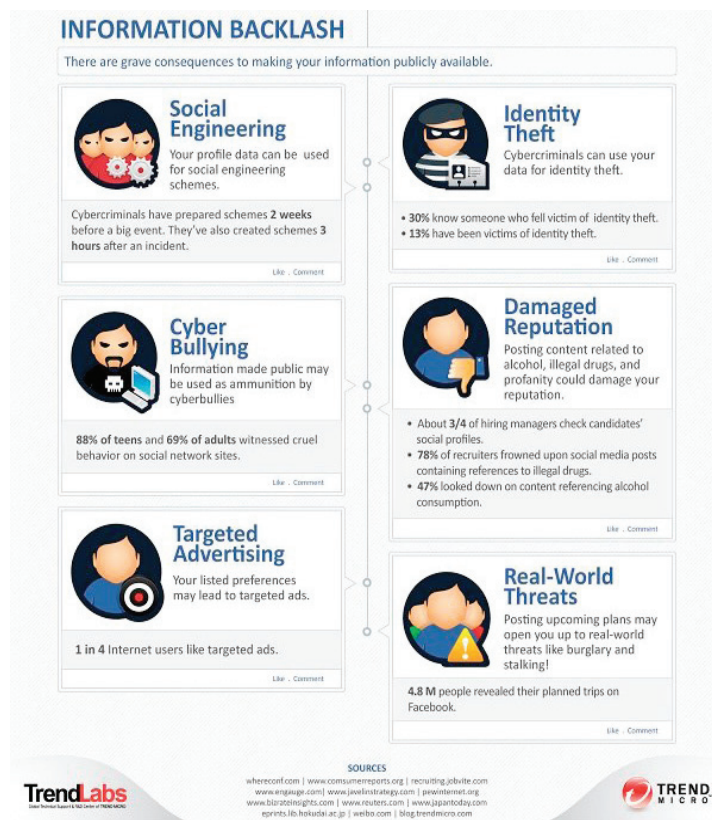 INFORMATION BACKLASH
There are grave consequences to making your information publicly available.
Social
Engineering
Your profile data can be used
for social engineering
schemes.
Cybercriminals have prepared schemes 2 weeks
before a big event. They've also created schemes 3
hours after an incident.
Like . Comment
Identity
Theft
Cybercriminals can use your
data for identity theft.
• 30% know someone who fell victim of identity theft.
• 13% have been victims of identity theft.
Like . Comment
Cyber
Bullying
Information made public may
be used as ammunition by
cyberbullies
88% of teens and 69% of adults witnessed cruel
behavior on social network sites.
Like . Comment
Damaged
Reputation
Posting content related to
alcohol, illegal drugs, and
profanity could damage your
reputation.
• About 3/4 of hiring managers check candidates'
social profiles.
• 78% of recruiters frowned upon social media posts
containing references to illegal drugs.
• 47% looked down on content referencing alcohol
consumption.
Like . Comment
Targeted
Advertising
Your listed preferences
may lead to targeted ads.
1 in 4 Internet users like targeted ads.
Like . Comment
Real-World
Threats
Posting upcoming plans may
open you up to real-world
threats like burglary and
stalking!
4.8 M people revealed their planned trips on
Facebook.
Like . Comment
SOURCES
whereconf.com | www.comsumerreports.org | recruiting.jobvite.com
www.engauge.com | www.javelinstrategy.com | pewinternet.org
www.bizrateinsights.com | www.reuters.com | www.japantoday.com
eprints.lib.hokudai.ac.jp | weibo.com | blog.trendmicro.com
TrendLabs
Global Technical Support & R&D Center of TREND MICRO
TREND
MICRO